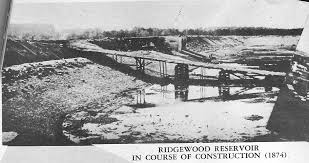 RIDGEWOOD RESERVOIR
IN COURSE OF CONSTRUCTION (1874)